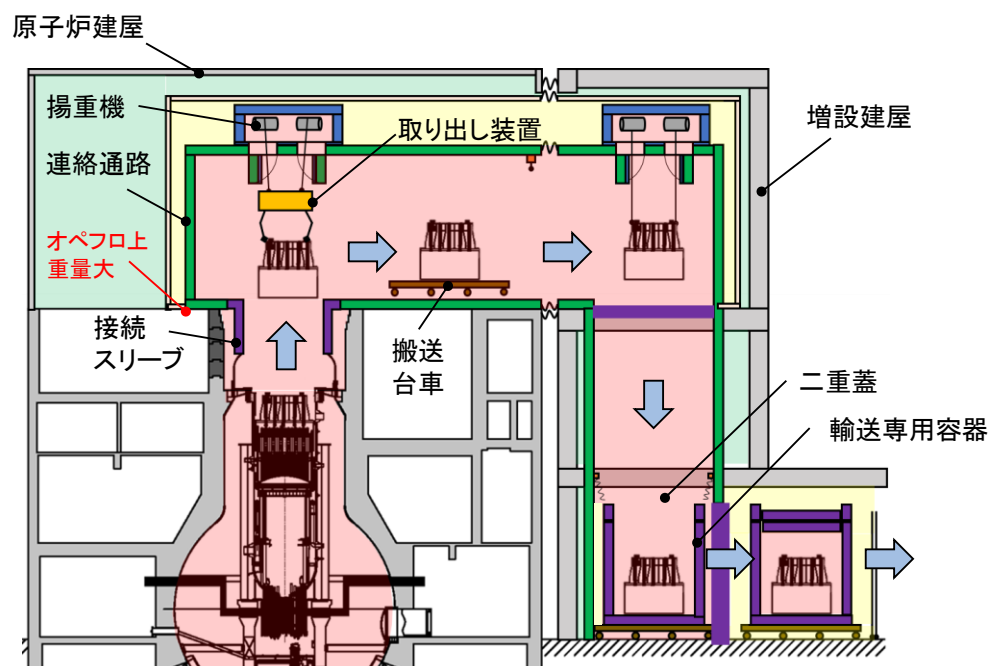 原子炉建屋
揚重機
取り出し装置
増設建屋
連絡通路
オペフロ上
重量大
接続
スリーブ
搬送
台車
二重蓋
輸送専用容器